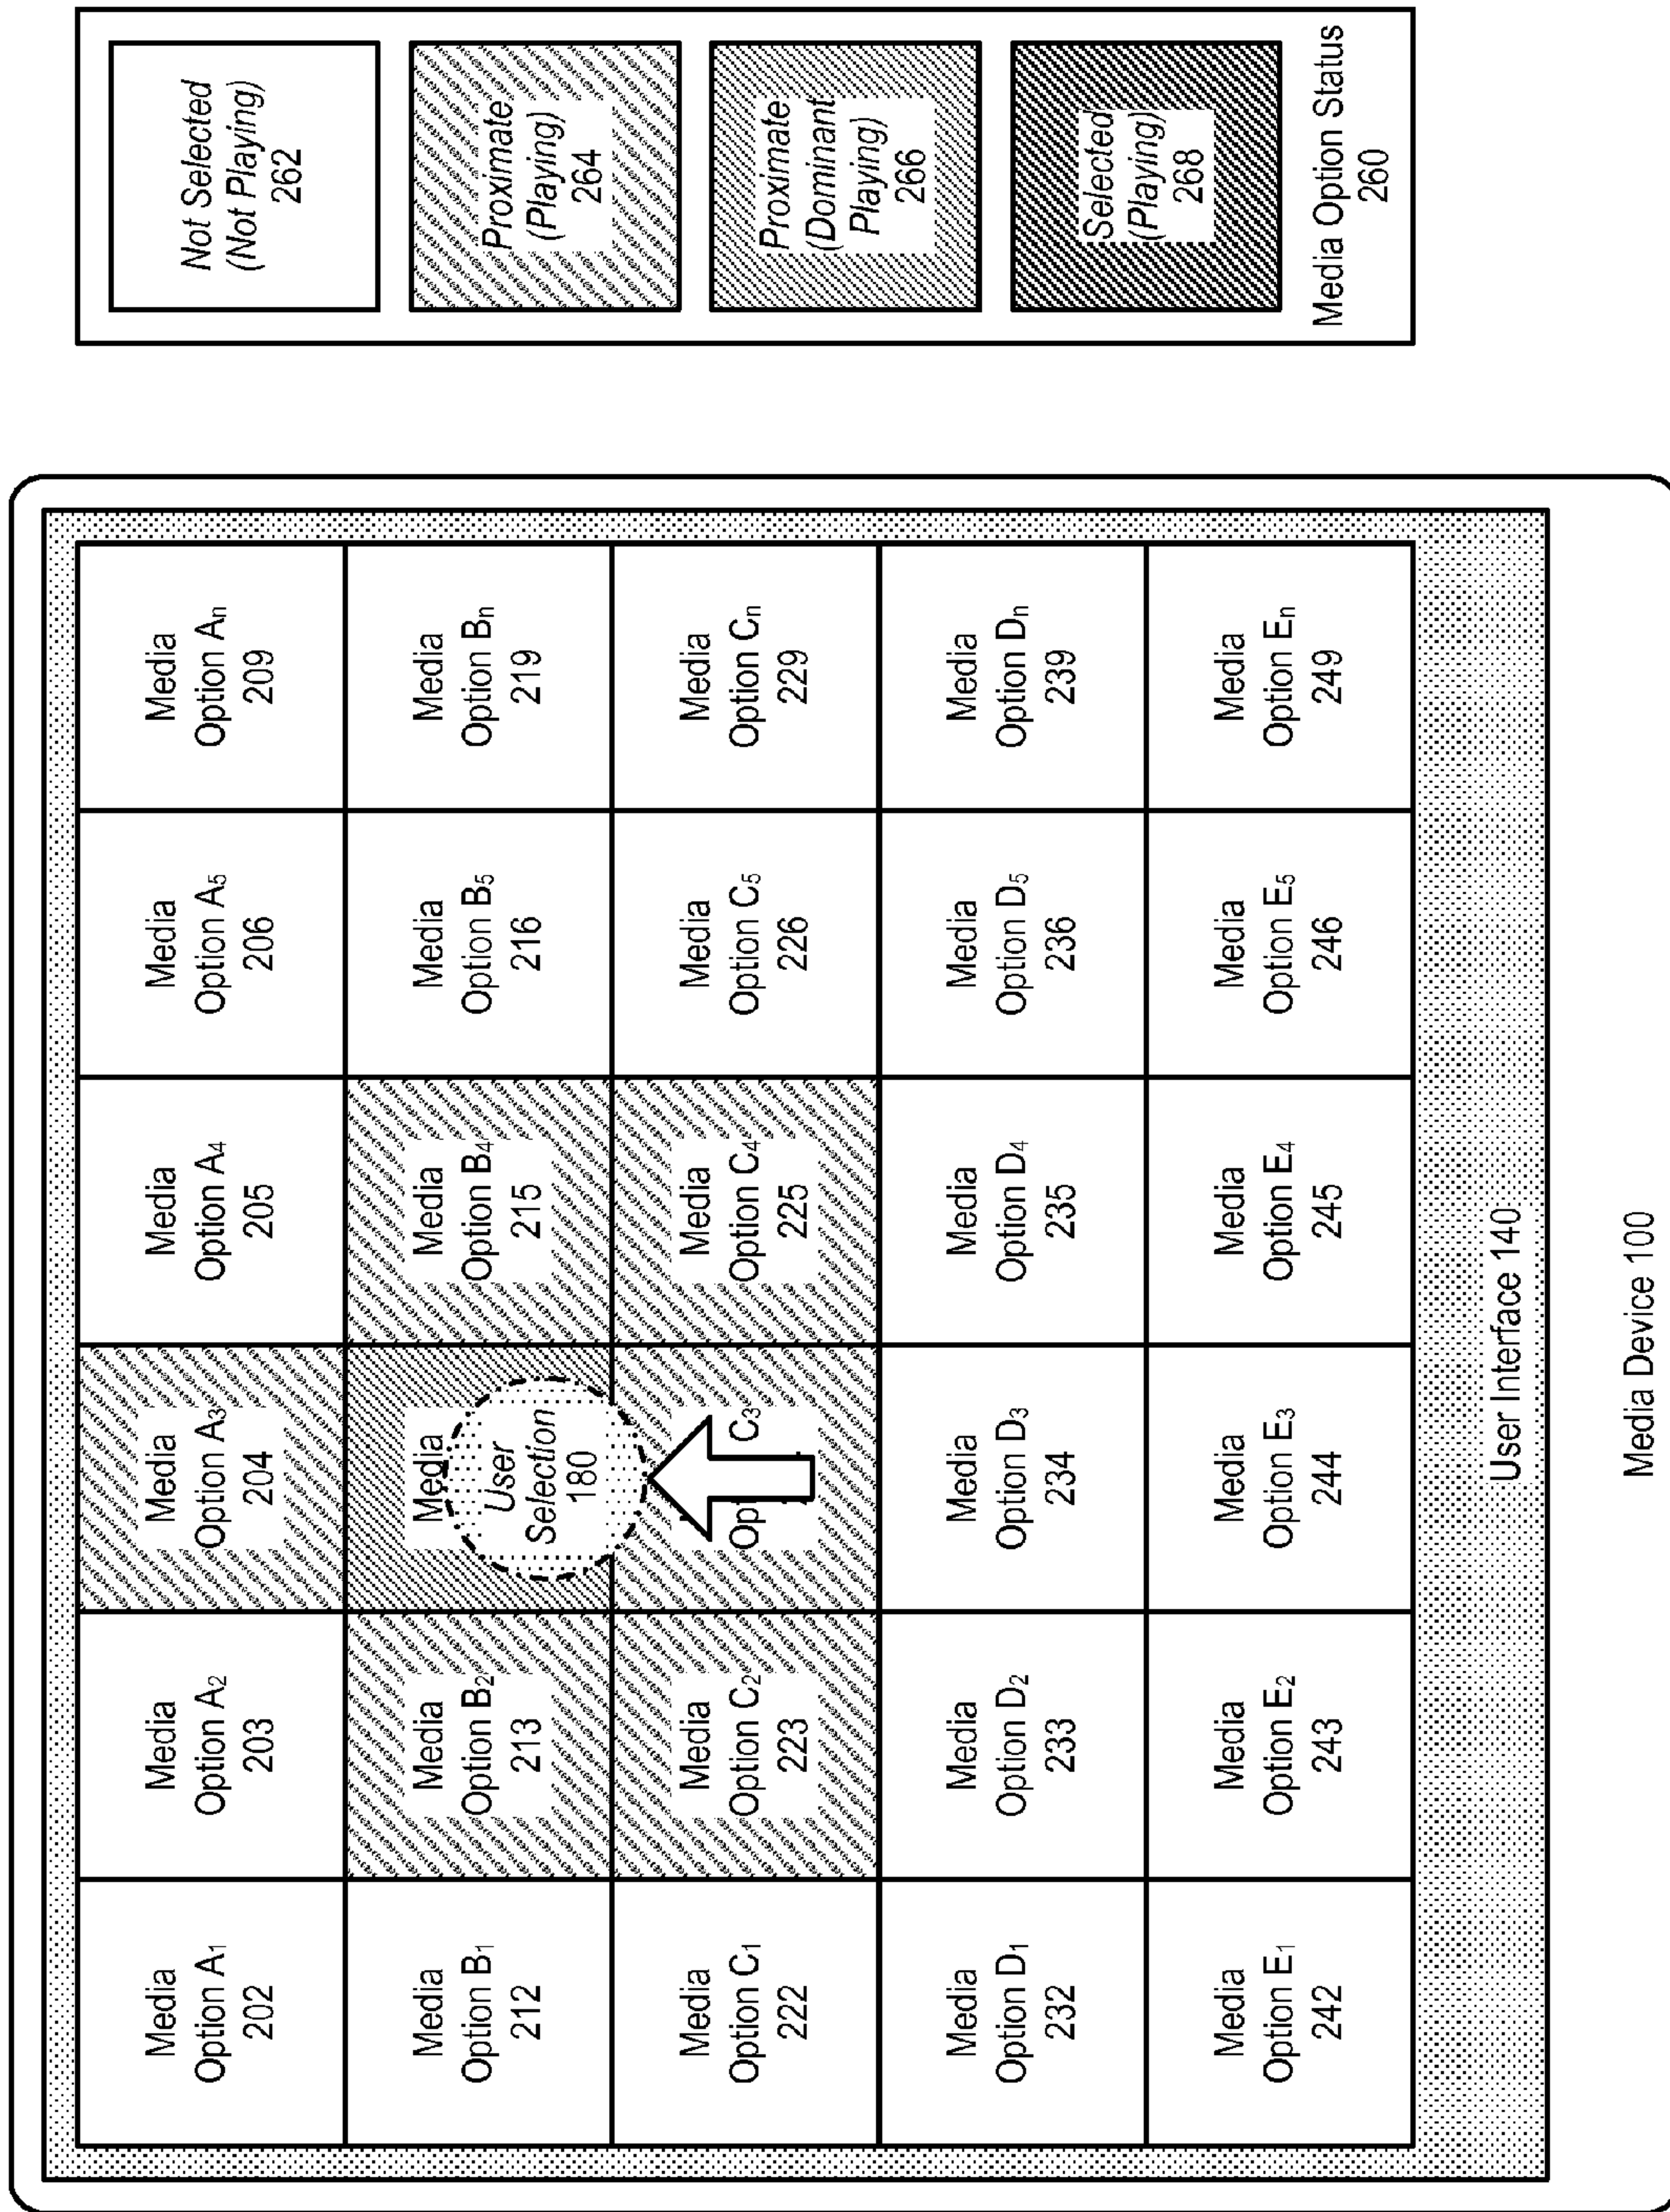 Media
Option A1
202
Media
Option A2
203
Media
Option A3
204
Media
Option A4
205
Media
Option A5
206
Media
Option An
209
Media
Option B1
212
Media
Option B2
213
Media
User
Selection
180
Media
Option B4
215
Media
Option B5
216
Media
Option Bn
219
Media
Option C1
222
Media
Option C2
223
C3
Media
Option C4
225
Media
Option C5
226
Media
Option Cn
229
Media
Option D1
232
Media
Option D2
233
Media
Option D3
234
Media
Option D4
235
Media
Option D5
236
Media
Option Dn
239
Media
Option E1
242
Media
Option E2
243
Media
Option E3
244
Media
Option E4
245
Media
Option E5
246
Media
Option En
249
User Interface 140
Media Device 100
Not Selected
(Not Playing)
262
Proximate
(Playing)
264
Proximate
(Dominant
Playing)
266
Selected
(Playing)
268
Media Option Status
260